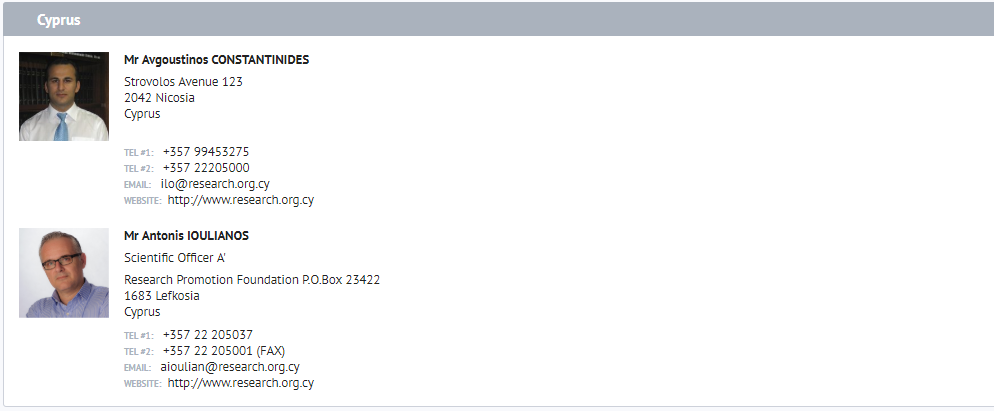 Cyprus
Mr Avgoustinos CONSTANTINIDES
Strovolos Avenue 123
2042 Nicosia
Cyprus
TEL #1: +357 99453275
TEL #2: +357 22205000
EMAIL: ilo@research.org.cy
WEBSITE: http://www.research.org.cy
Mr Antonis IOULIANOS
Scientific Officer A'
Research Promotion Foundation P.O.Box 23422
1683 Lefkosia
Cyprus
TEL #1: +357 22 205037
TEL #2: +357 22 205001 (FAX)
EMAIL: aioulian@research.org.cy
WEBSITE: http://www.research.org.cy